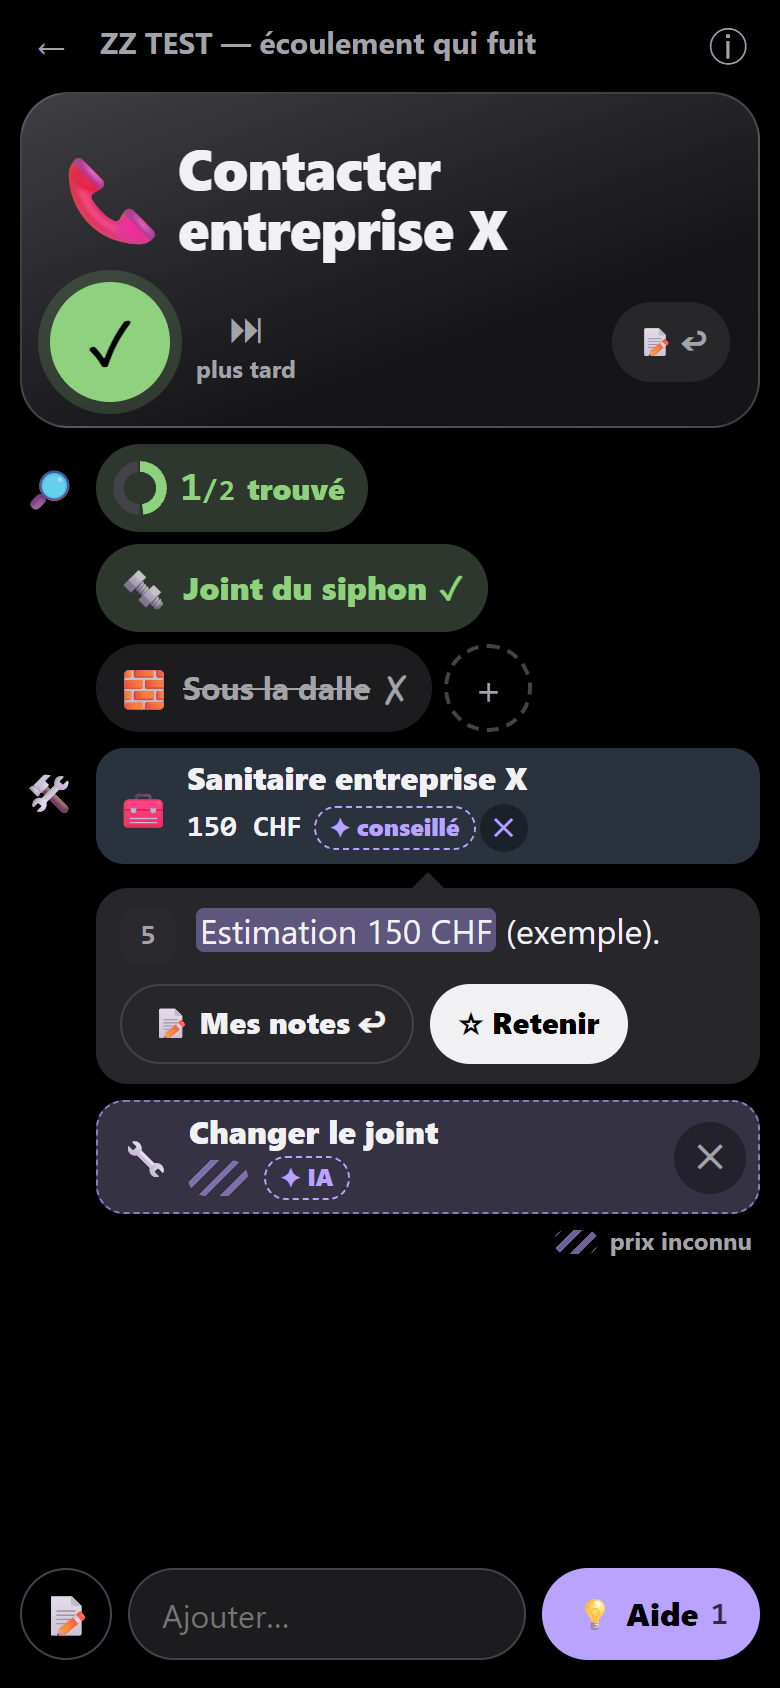 ← ZZ TEST — écoulement qui fuit ⓘ
Contacter
entreprise X
✓
plus tard
1/2 trouvé
Joint du siphon ✓
Sous la dalle ✗
+
Sanitaire entreprise X
150 CHF ✦ conseillé ×
5 Estimation 150 CHF (exemple).
Mes notes ↩ ☆ Retenir
Changer le joint
✦ IA ×
prix inconnu
Ajouter… Aide 1